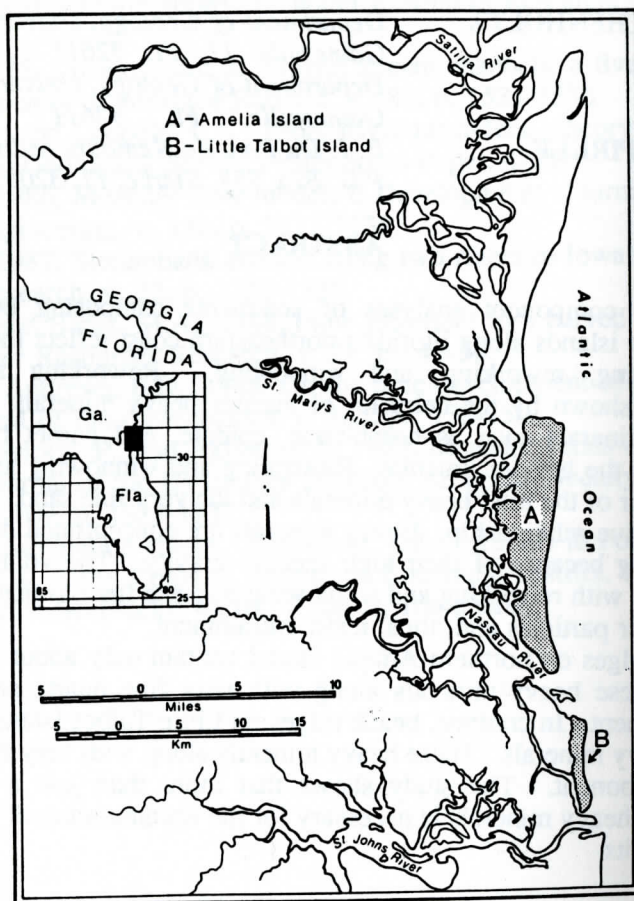 Satilla River
A-Amelia Island
B-Little Talbot Island
Atlantic
Ocean
GEORGIA
FLORIDA
St. Marys River
Ga.
30
Fla.
85
80
25
A
Nassau River
5 0 5 10
Miles
5 0 5 10 15
Km
B
St Johns River